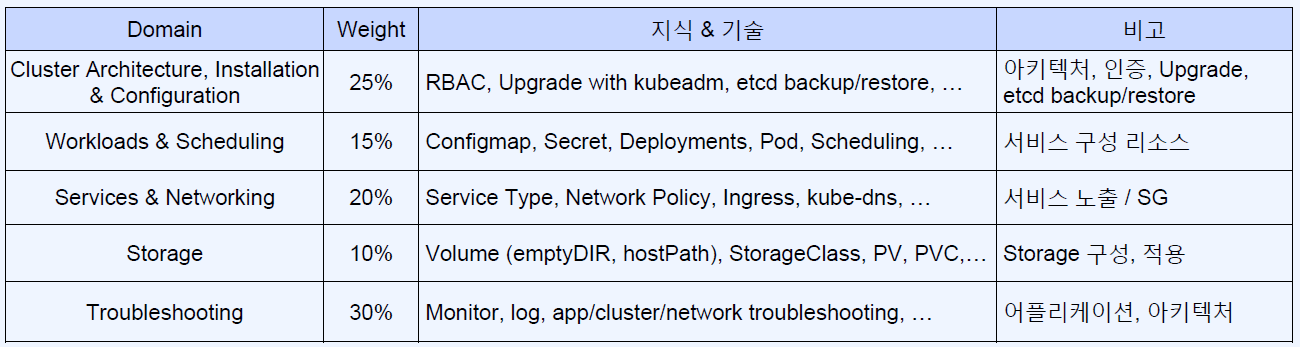 Domain Weight 지식 & 기술 비고
Cluster Architecture, Installation
& Configuration
25%
RBAC, Upgrade with kubeadm, etcd backup/restore, …
아키텍처, 인증, Upgrade,
etcd backup/restore
Workloads & Scheduling 15% Configmap, Secret, Deployments, Pod, Scheduling, … 서비스 구성 리소스
Services & Networking 20% Service Type, Network Policy, Ingress, kube-dns, … 서비스 노출 / SG
Storage 10% Volume (emptyDIR, hostPath), StorageClass, PV, PVC,… Storage 구성, 적용
Troubleshooting 30% Monitor, log, app/cluster/network troubleshooting, … 어플리케이션, 아키텍처